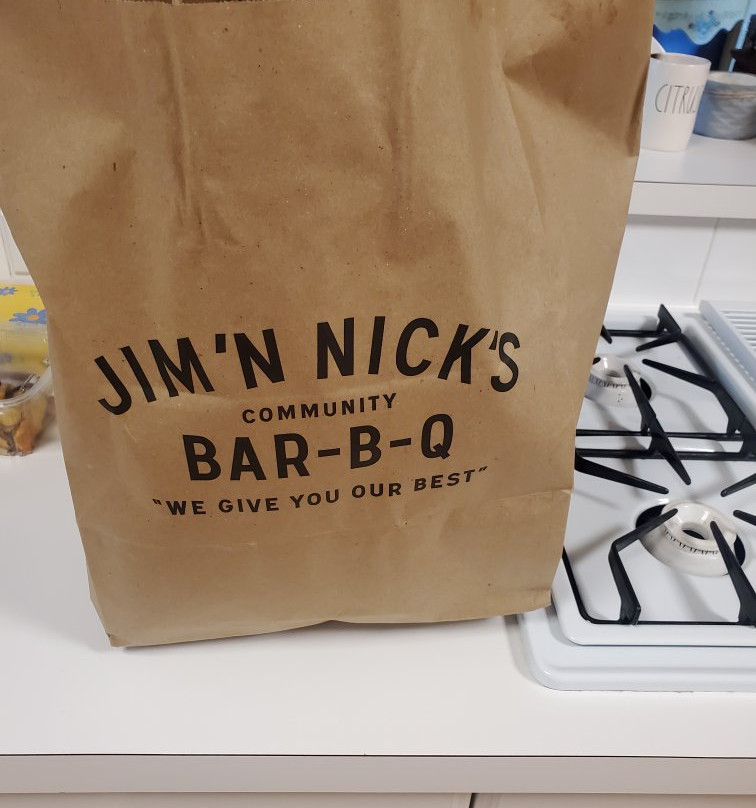 JIM'N NICK'S
COMMUNITY
BAR-B-Q
"WE GIVE YOU OUR BEST"